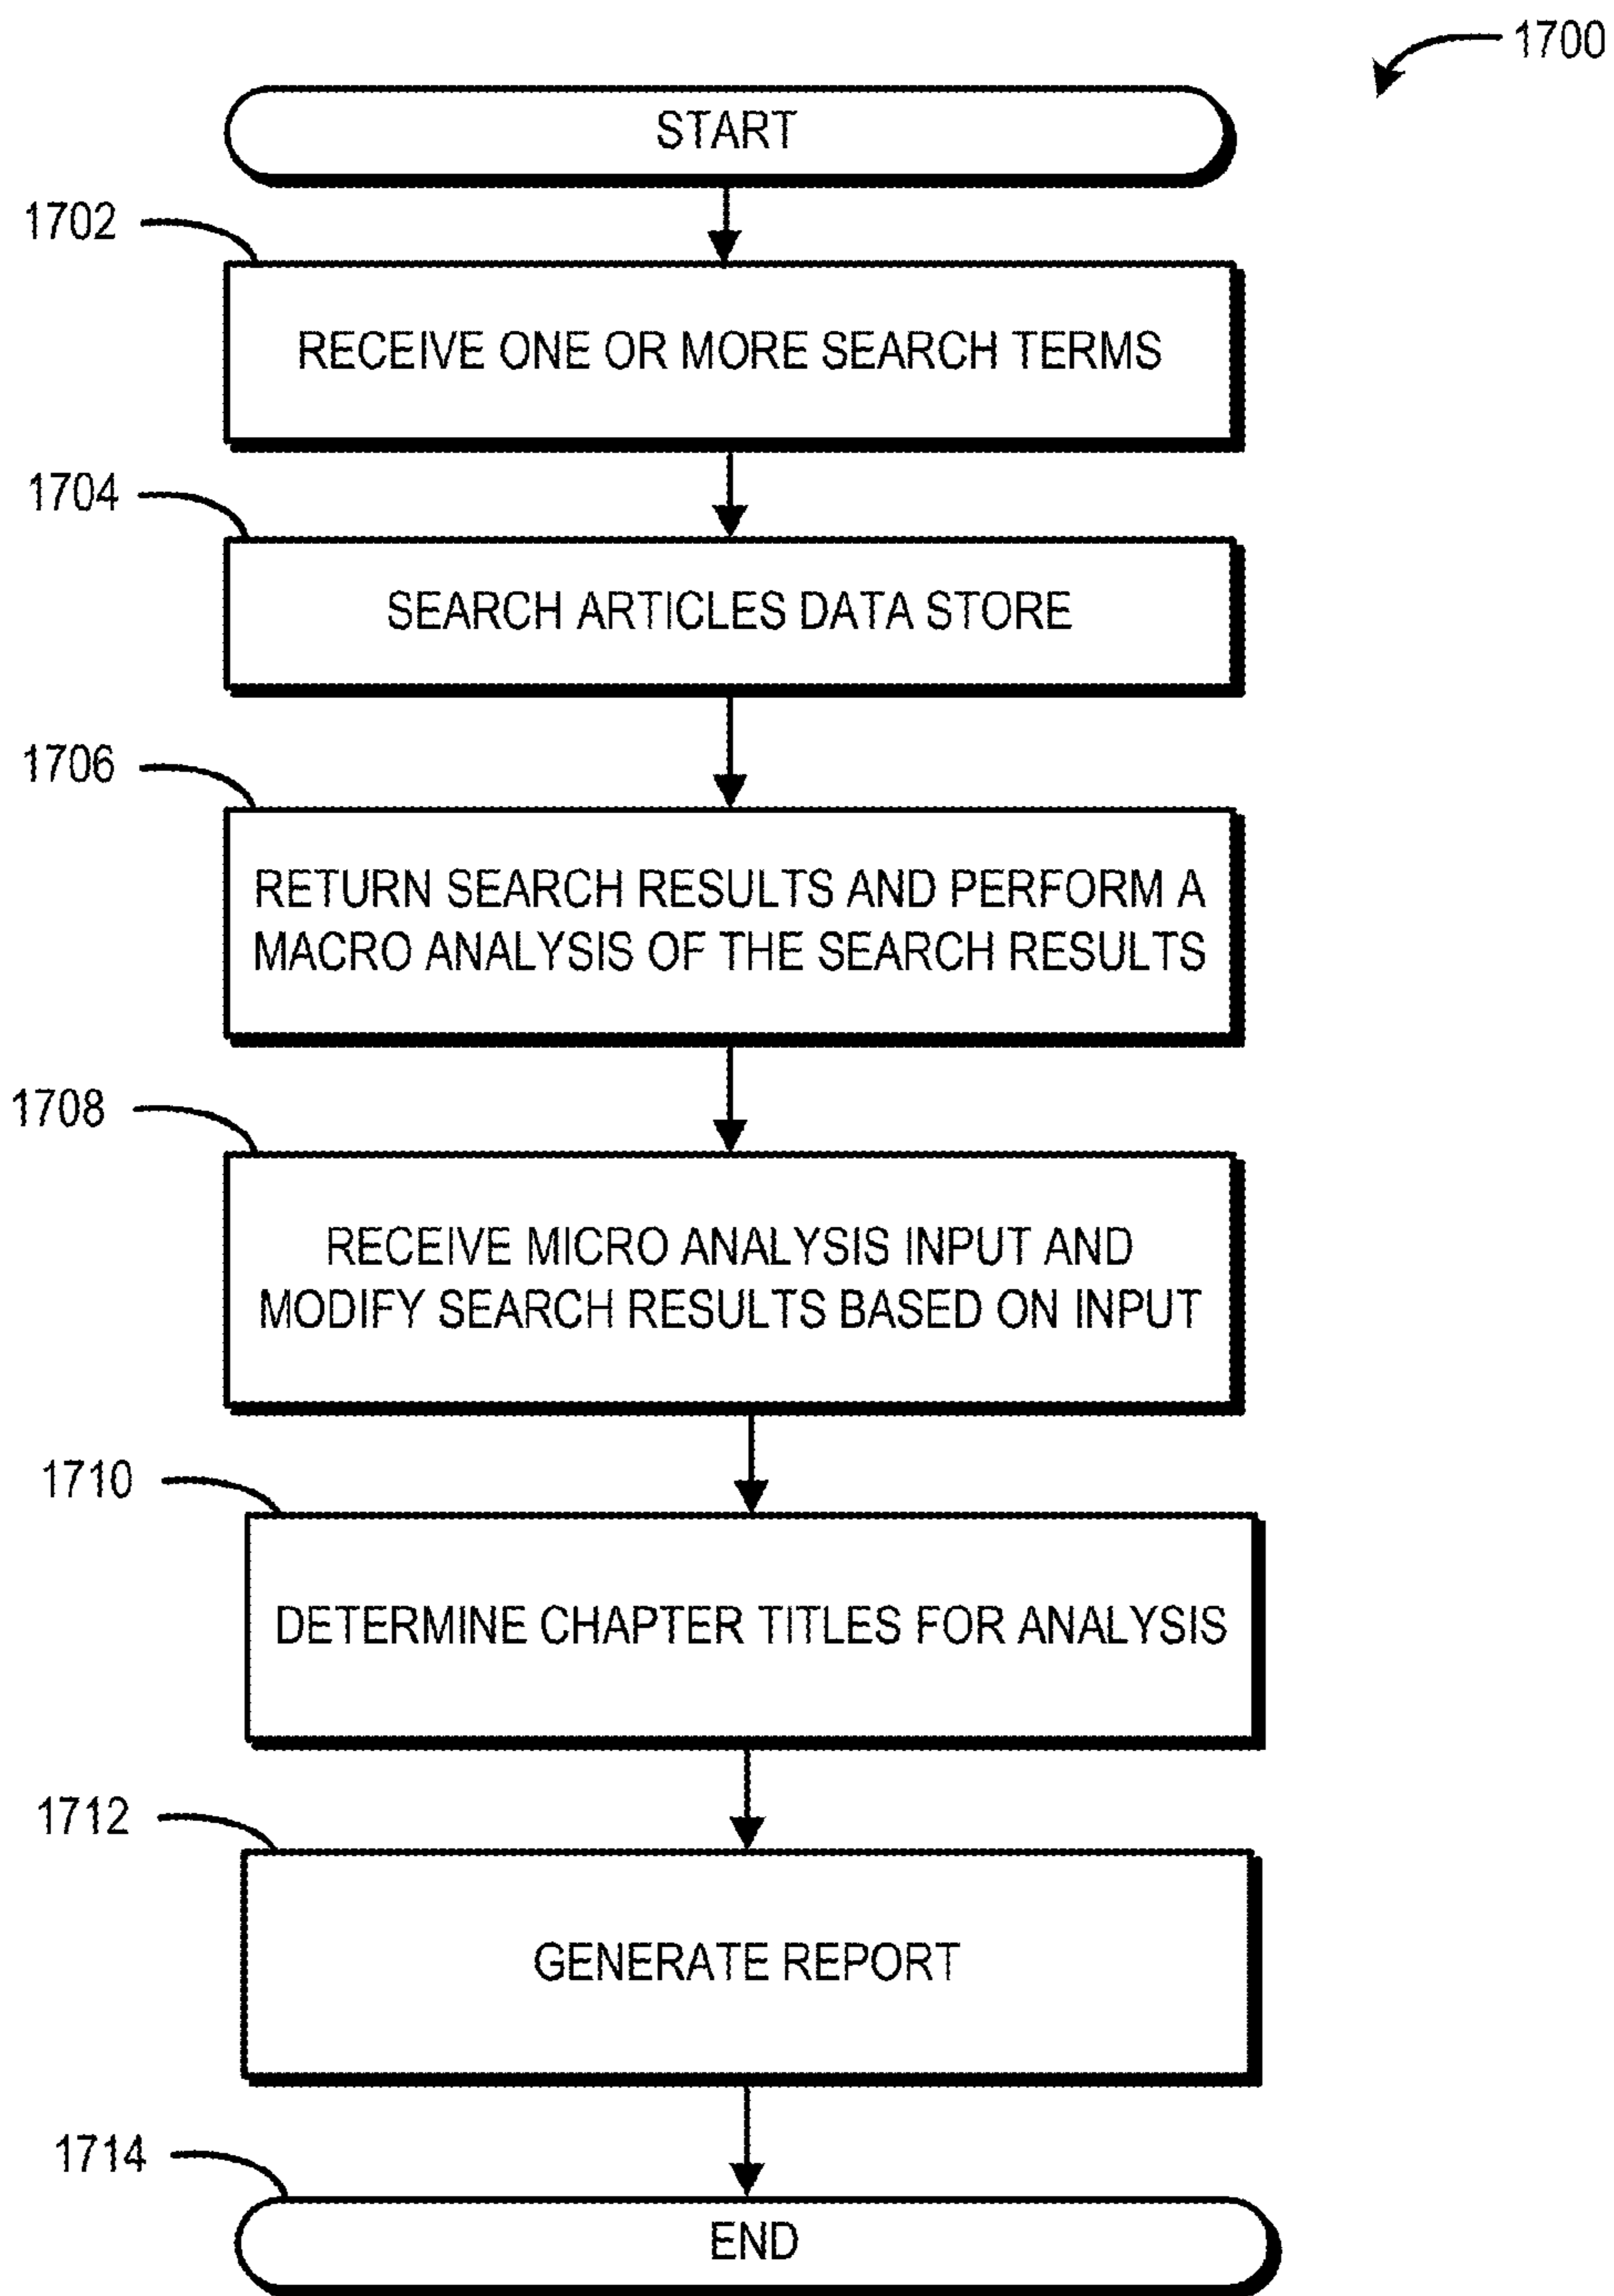 1700
START
1702
RECEIVE ONE OR MORE SEARCH TERMS
1704
SEARCH ARTICLES DATA STORE
1706
RETURN SEARCH RESULTS AND PERFORM A
MACRO ANALYSIS OF THE SEARCH RESULTS
1708
RECEIVE MICRO ANALYSIS INPUT AND
MODIFY SEARCH RESULTS BASED ON INPUT
1710
DETERMINE CHAPTER TITLES FOR ANALYSIS
1712
GENERATE REPORT
1714
END